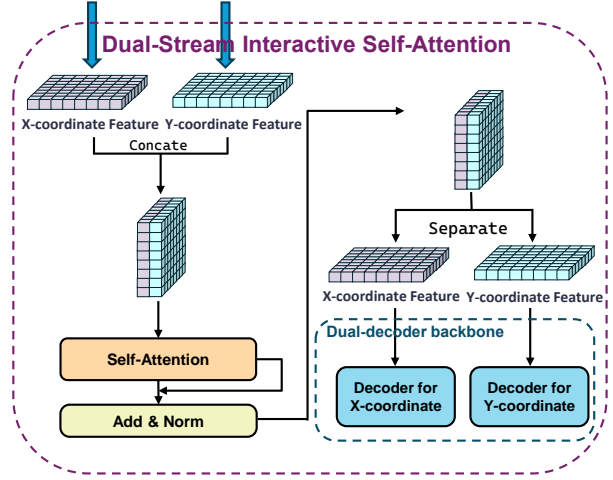 Dual-Stream Interactive Self-Attention
X-coordinate Feature
Y-coordinate Feature
Concate
Self-Attention
Add & Norm
Separate
X-coordinate Feature
Y-coordinate Feature
Dual-decoder backbone
Decoder for
X-coordinate
Decoder for
Y-coordinate